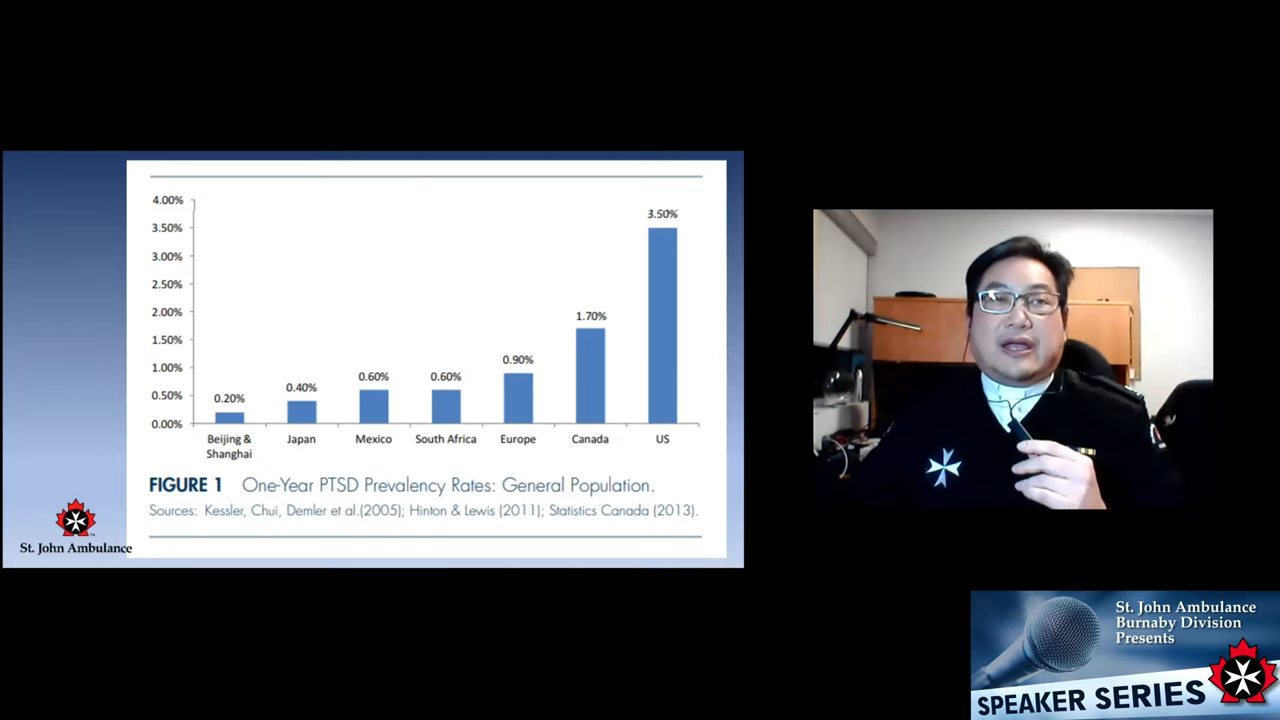 4.00%
3.50%
3.00%
2.50%
2.00%
1.50%
1.00%
0.50%
0.00%
0.20%
0.40%
0.60%
0.60%
0.90%
1.70%
3.50%
Beijing &
Shanghai
Japan
Mexico
South Africa
Europe
Canada
US
FIGURE 1 One-Year PTSD Prevalency Rates: General Population.
Sources: Kessler, Chui, Demler et al.(2005); Hinton & Lewis (2011); Statistics Canada (2013).
St. John Ambulance
St. John Ambulance
Burnaby Division
Presents
SPEAKER SERIES